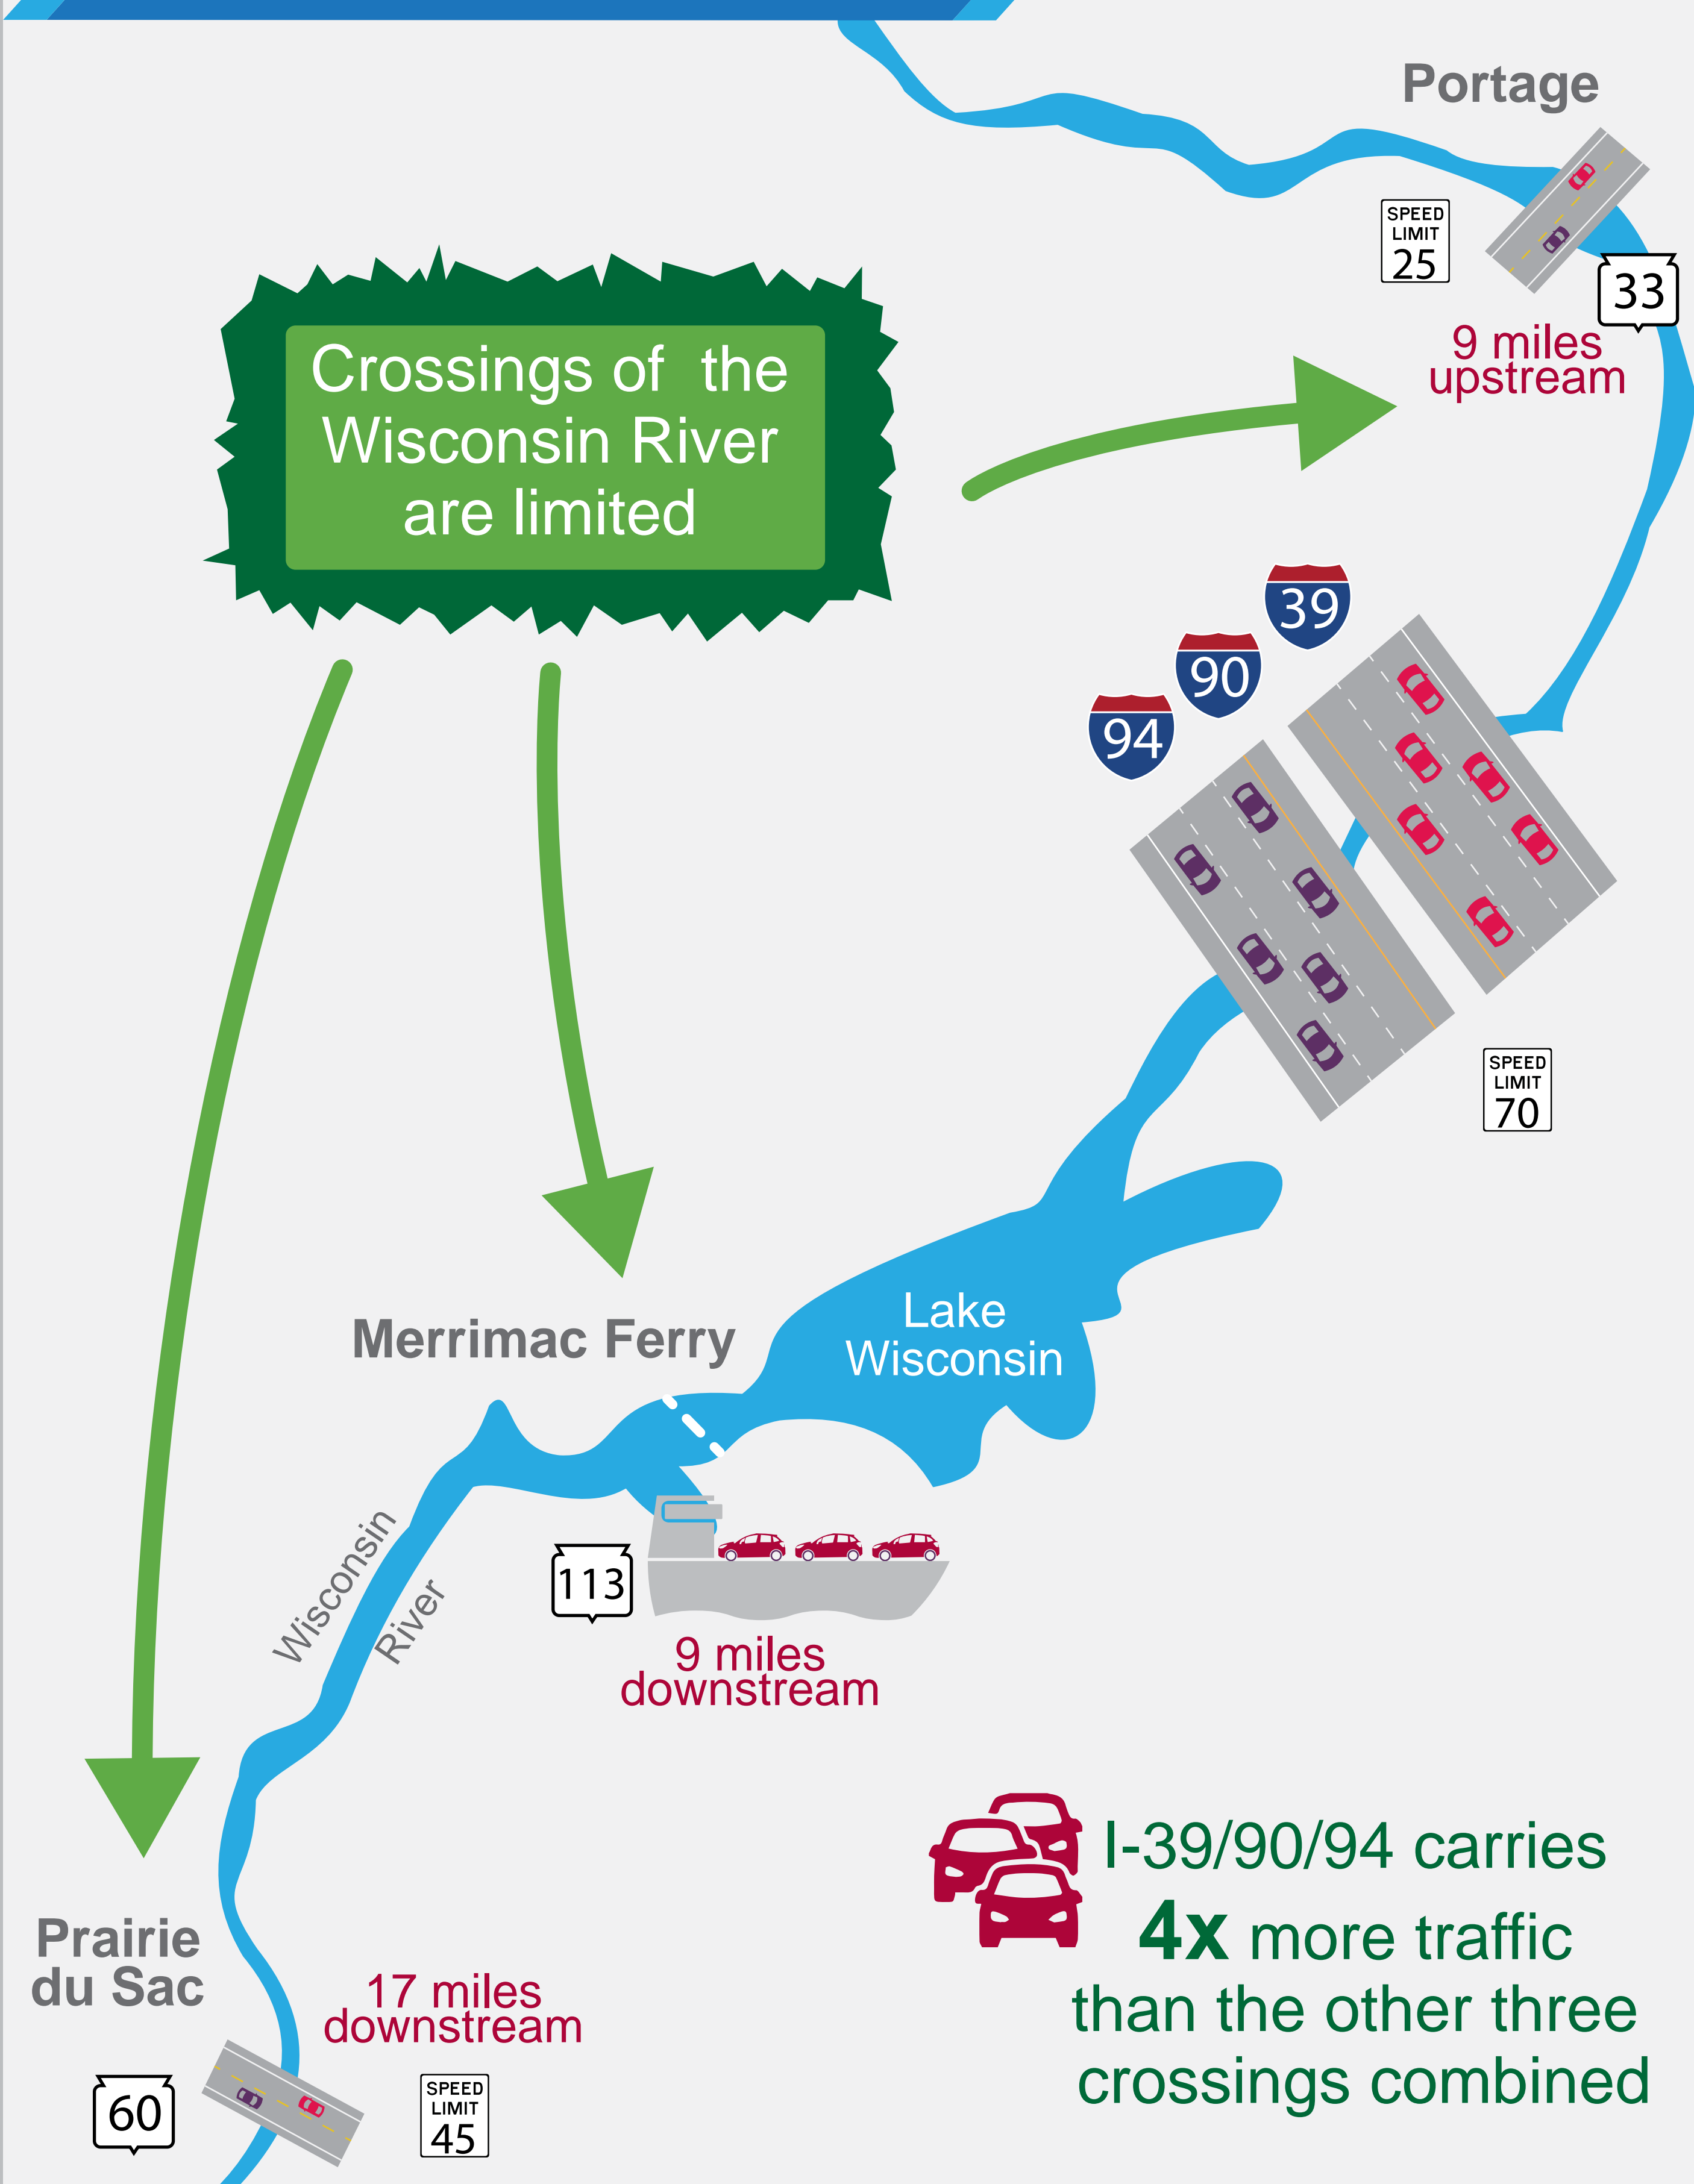 Portage
SPEED
LIMIT
25
33
9 miles
upstream
Crossings of the
Wisconsin River
are limited
39
90
94
SPEED
LIMIT
70
Lake
Wisconsin
Merrimac Ferry
Wisconsin
River
113
9 miles
downstream
I-39/90/94 carries
4x more traffic
than the other three
crossings combined
Prairie
du Sac
17 miles
downstream
60
SPEED
LIMIT
45